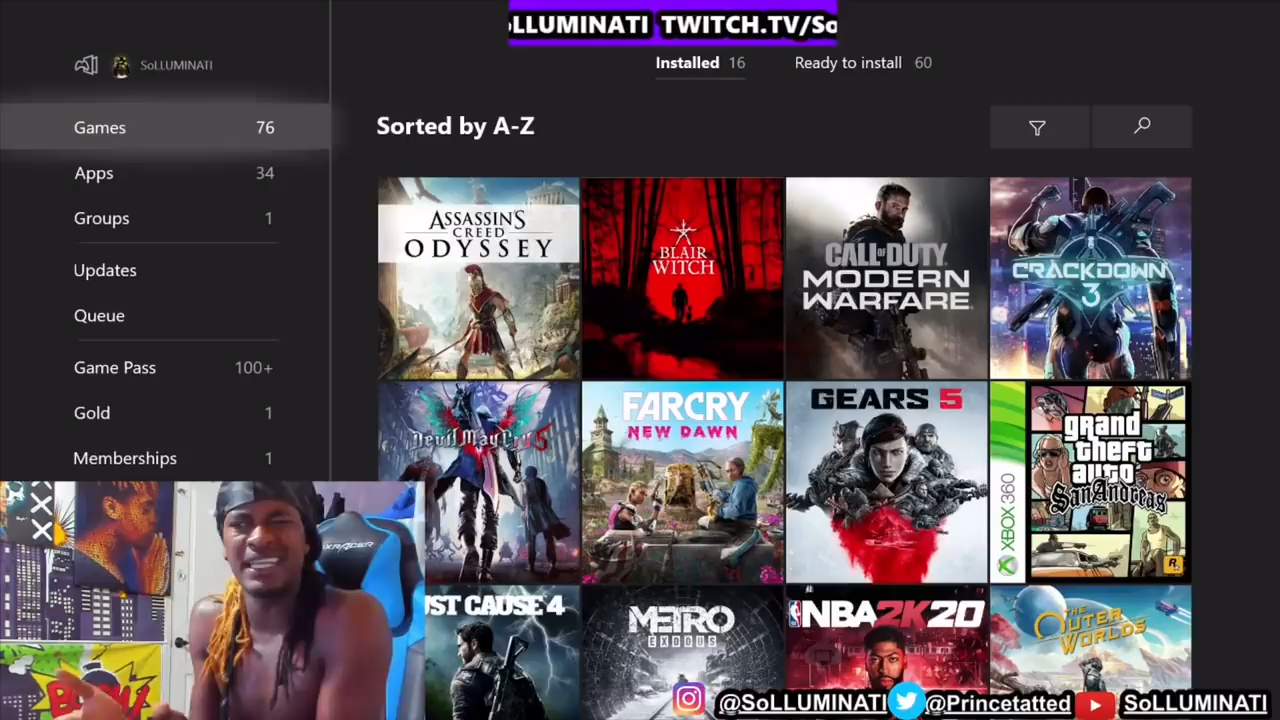 oLLUMINATI TWITCH.TV/So
SoLLUMINATI
Installed 16 Ready to install 60
Games 76
Sorted by A-Z
Apps 34
Groups 1
Updates
Queue
Game Pass 100+
Gold 1
Memberships 1
ASSASSIN'S
CREED
ODYSSEY
BLAIR
WITCH
CALL OF DUTY
MODERN
WARFARE
CRACKDOWN
3
Devil May Cry 5
FARCRY
NEW DAWN
GEARS 5
XBOX 360
grand
theft
auto
San Andreas
R
XRACER
UST CAUSE 4
METRO
EXODUS
NBA 2K20
THE
OUTER
WORLDS
@SoLLUMINATI @Princetatted SoLLUMINATI